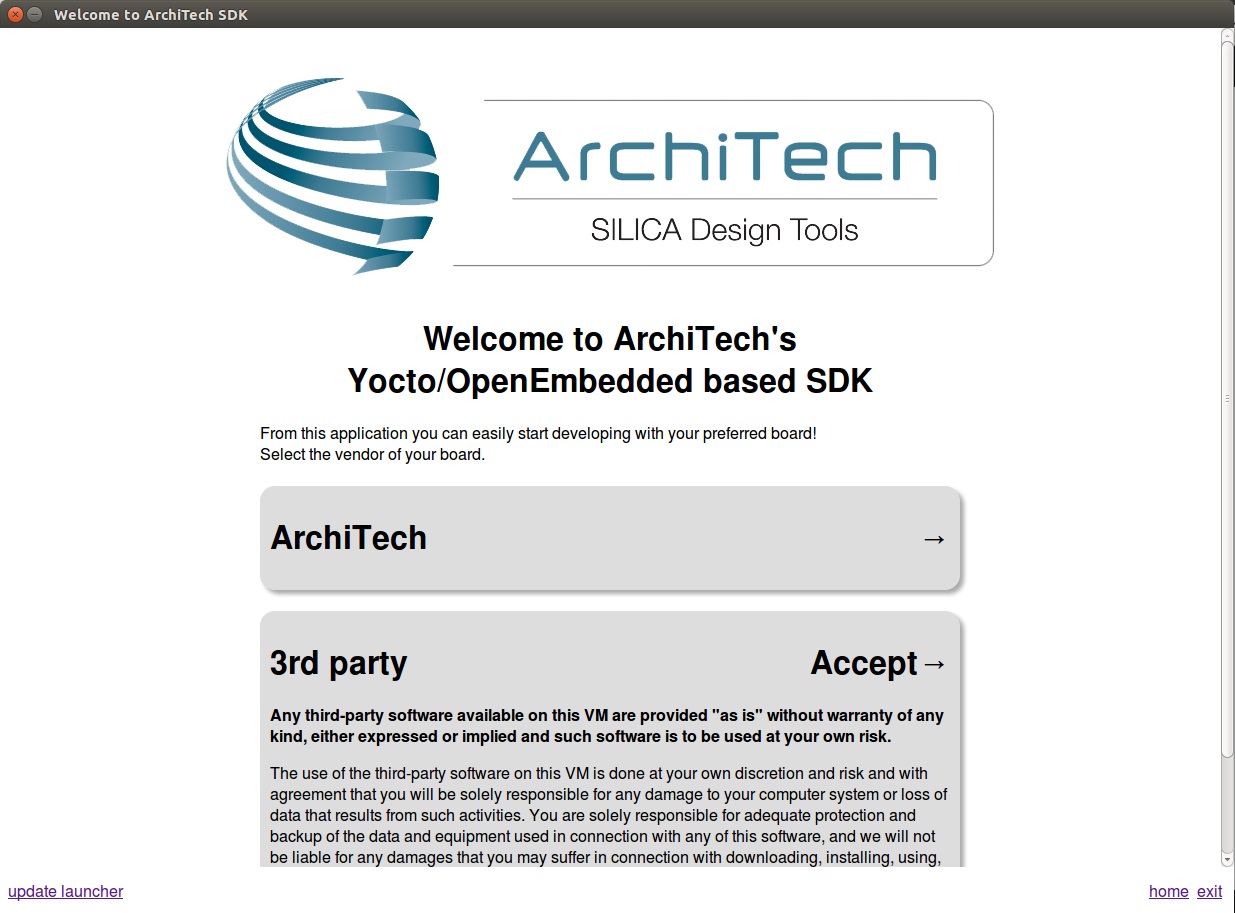 Welcome to ArchiTech SDK
ArchiTech
SILICA Design Tools
Welcome to ArchiTech's
Yocto/OpenEmbedded based SDK
From this application you can easily start developing with your preferred board!
Select the vendor of your board.
ArchiTech →
3rd party Accept→
Any third-party software available on this VM are provided "as is" without warranty of any
kind, either expressed or implied and such software is to be used at your own risk.
The use of the third-party software on this VM is done at your own discretion and risk and with
agreement that you will be solely responsible for any damage to your computer system or loss of
data that results from such activities. You are solely responsible for adequate protection and
backup of the data and equipment used in connection with any of this software, and we will not
be liable for any damages that you may suffer in connection with downloading, installing, using,
update launcher home exit